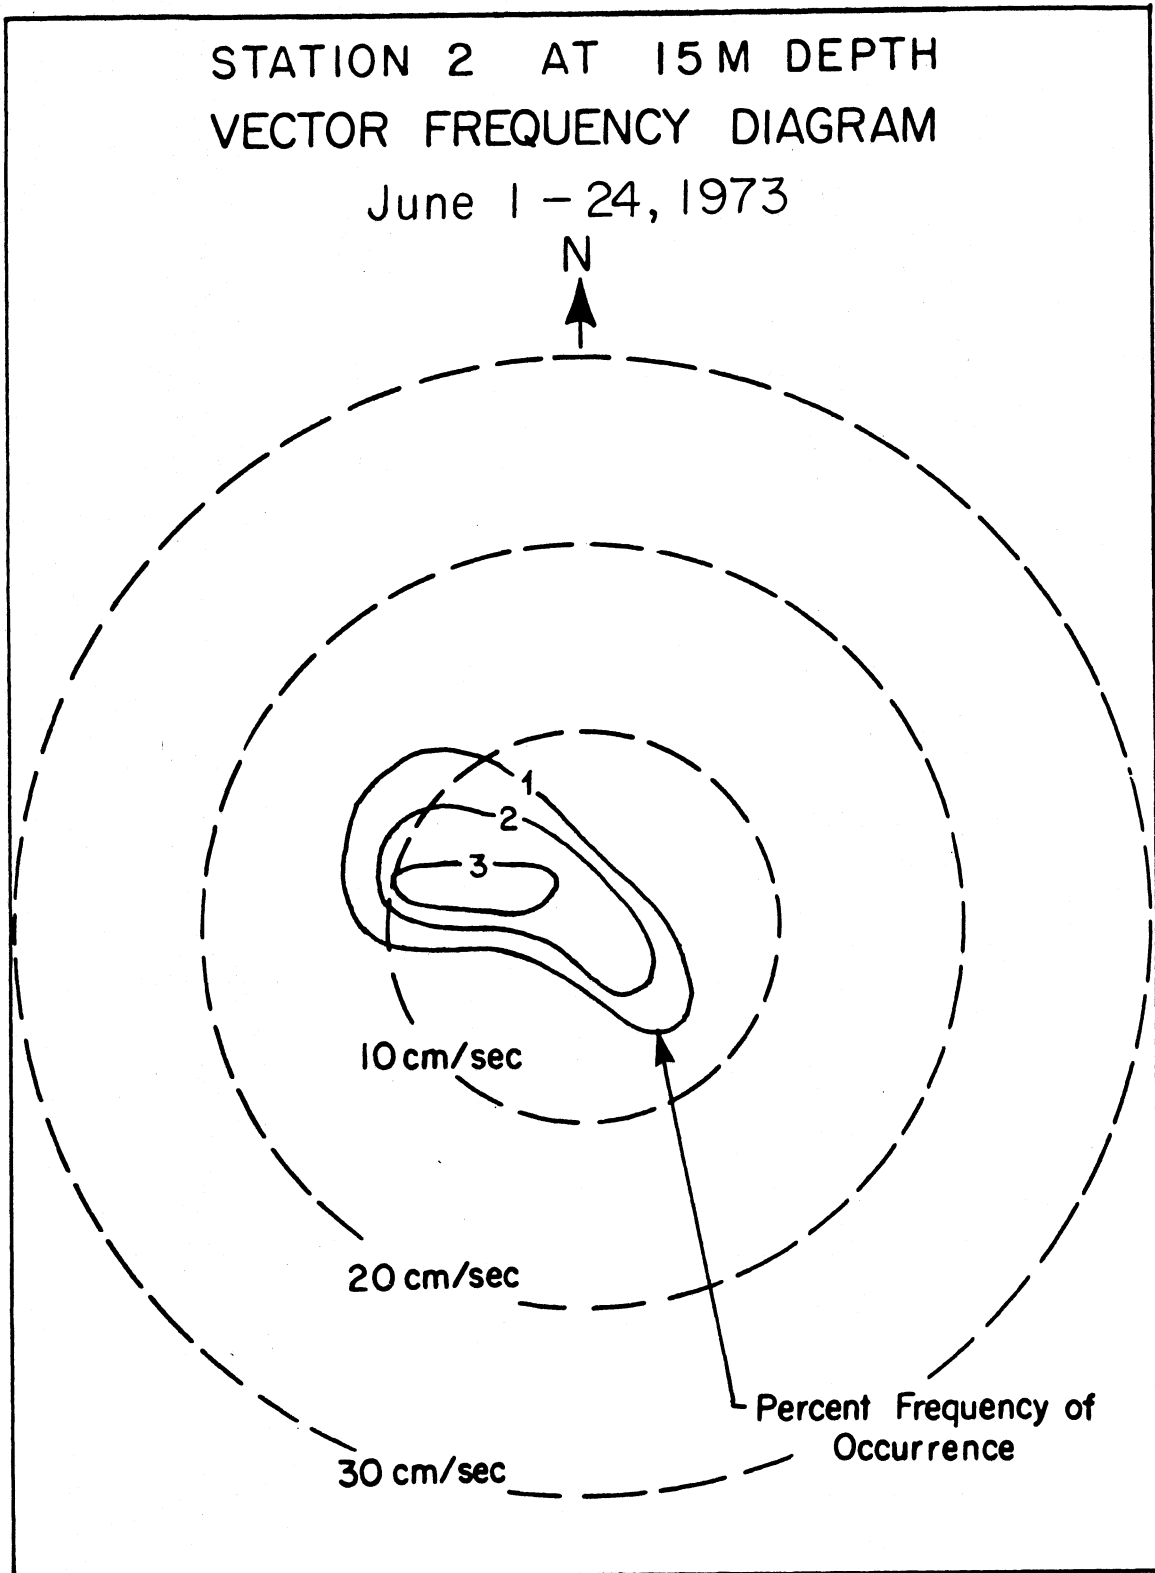 STATION 2 AT 15M DEPTH
VECTOR FREQUENCY DIAGRAM
June 1 – 24, 1973
N
1
2
3
10 cm/sec
20 cm/sec
Percent Frequency of
Occurrence
30 cm/sec